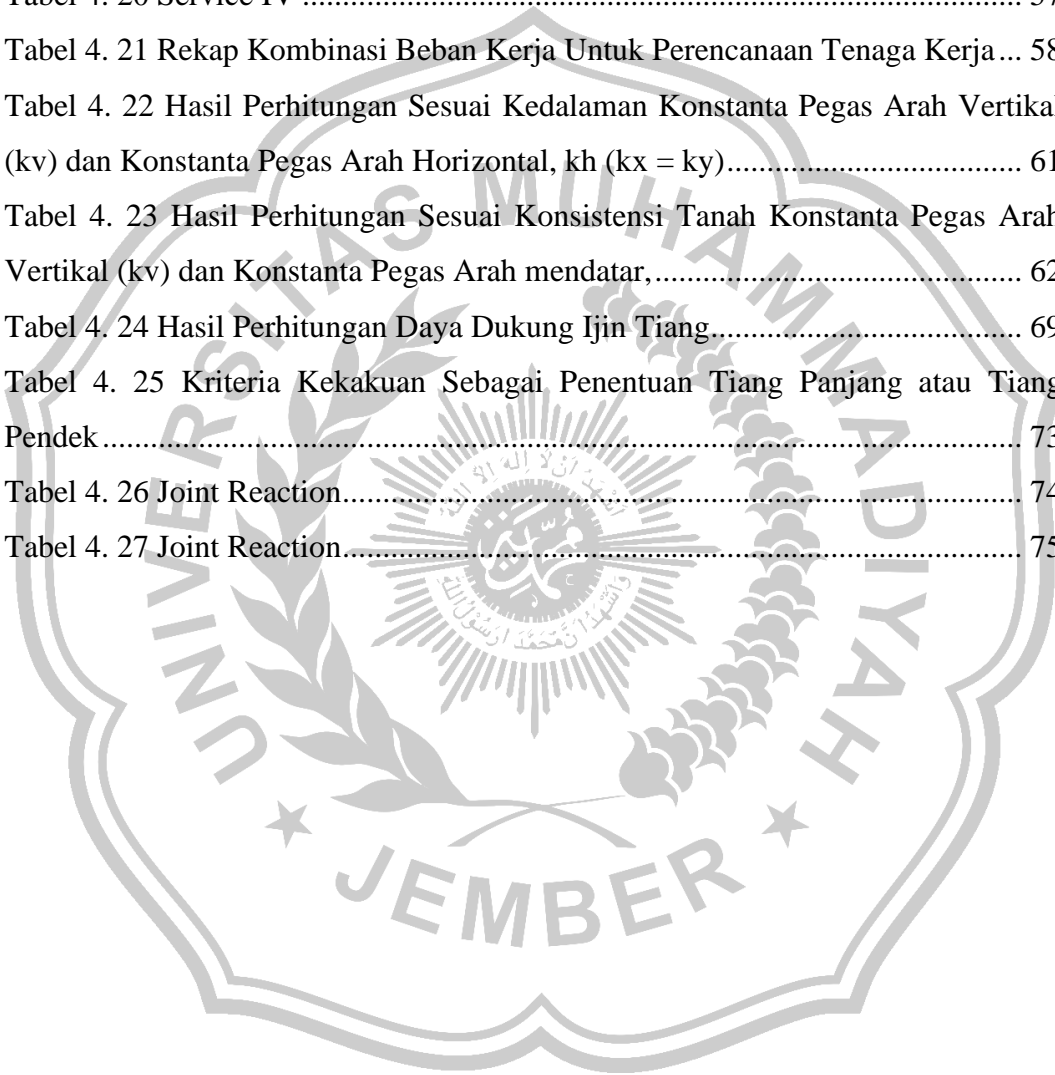 Tabel 4. 20 Service IV ........................................................................................... 57
Tabel 4. 21 Rekap Kombinasi Beban Kerja Untuk Perencanaan Tenaga Kerja ... 58
Tabel 4. 22 Hasil Perhitungan Sesuai Kedalaman Konstanta Pegas Arah Vertikal
(kv) dan Konstanta Pegas Arah Horizontal, kh (kx = ky)..................................... 61
Tabel 4. 23 Hasil Perhitungan Sesuai Konsistensi Tanah Konstanta Pegas Arah
Vertikal (kv) dan Konstanta Pegas Arah mendatar,.............................................. 62
Tabel 4. 24 Hasil Perhitungan Daya Dukung Ijin Tiang....................................... 69
Tabel 4. 25 Kriteria Kekakuan Sebagai Penentuan Tiang Panjang atau Tiang
Pendek ................................................................................................................... 73
Tabel 4. 26 Joint Reaction..................................................................................... 74
Tabel 4. 27 Joint Reaction..................................................................................... 75
UNIVERSITAS MUHAMMADIYAH
JEMBER